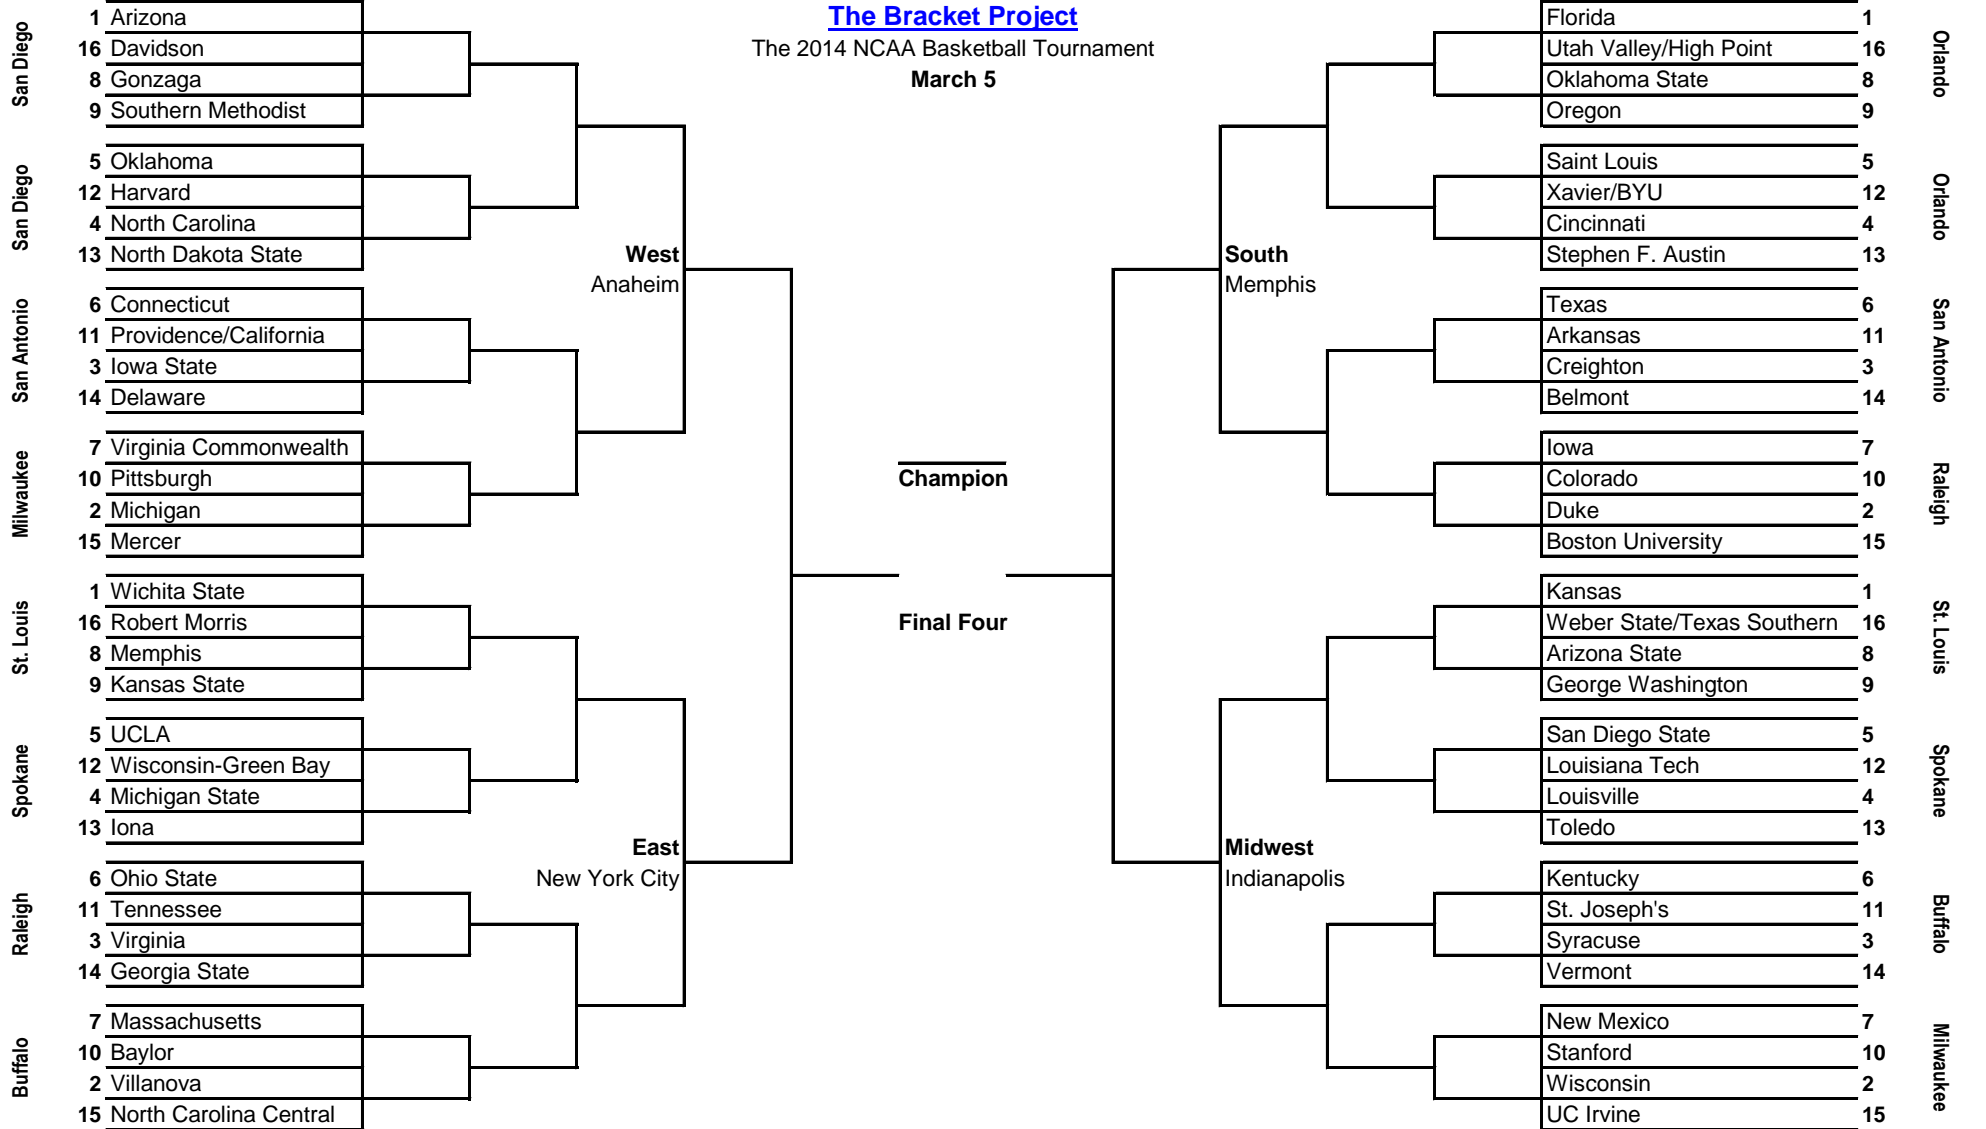 The Bracket Project
The 2014 NCAA Basketball Tournament
March 5
San Diego
1 Arizona
16 Davidson
8 Gonzaga
9 Southern Methodist
San Diego
5 Oklahoma
12 Harvard
4 North Carolina
13 North Dakota State
West
Anaheim
San Antonio
6 Connecticut
11 Providence/California
3 Iowa State
14 Delaware
Milwaukee
7 Virginia Commonwealth
10 Pittsburgh
2 Michigan
15 Mercer
St. Louis
1 Wichita State
16 Robert Morris
8 Memphis
9 Kansas State
Spokane
5 UCLA
12 Wisconsin-Green Bay
4 Michigan State
13 Iona
East
New York City
Raleigh
6 Ohio State
11 Tennessee
3 Virginia
14 Georgia State
Buffalo
7 Massachusetts
10 Baylor
2 Villanova
15 North Carolina Central
Champion
Final Four
Florida 1
Utah Valley/High Point 16
Oklahoma State 8
Oregon 9
Orlando
Saint Louis 5
Xavier/BYU 12
Cincinnati 4
Stephen F. Austin 13
Orlando
South
Memphis
Texas 6
Arkansas 11
Creighton 3
Belmont 14
San Antonio
Iowa 7
Colorado 10
Duke 2
Boston University 15
Raleigh
Kansas 1
Weber State/Texas Southern 16
Arizona State 8
George Washington 9
St. Louis
San Diego State 5
Louisiana Tech 12
Louisville 4
Toledo 13
Spokane
Midwest
Indianapolis
Kentucky 6
St. Joseph's 11
Syracuse 3
Vermont 14
Buffalo
New Mexico 7
Stanford 10
Wisconsin 2
UC Irvine 15
Milwaukee